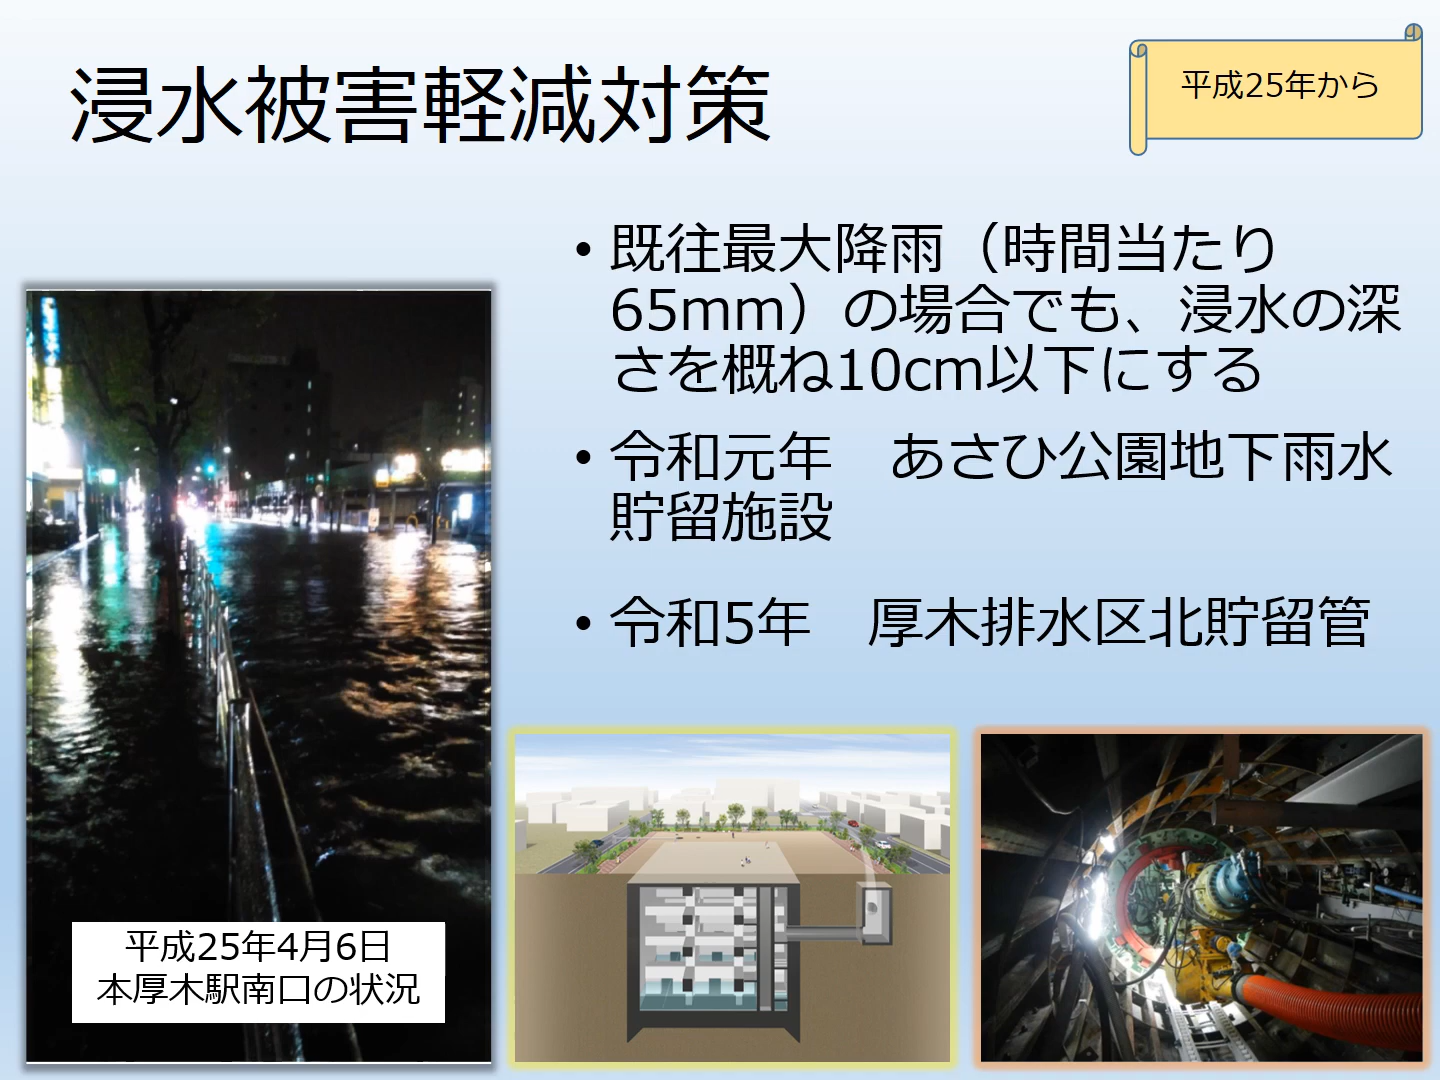 浸水被害軽減対策
平成25年から
• 既往最大降雨（時間当たり
65mm）の場合でも、浸水の深
さを概ね10cm以下にする
• 令和元年　あさひ公園地下雨水
貯留施設
• 令和5年　厚木排水区北貯留管
平成25年4月6日
本厚木駅南口の状況